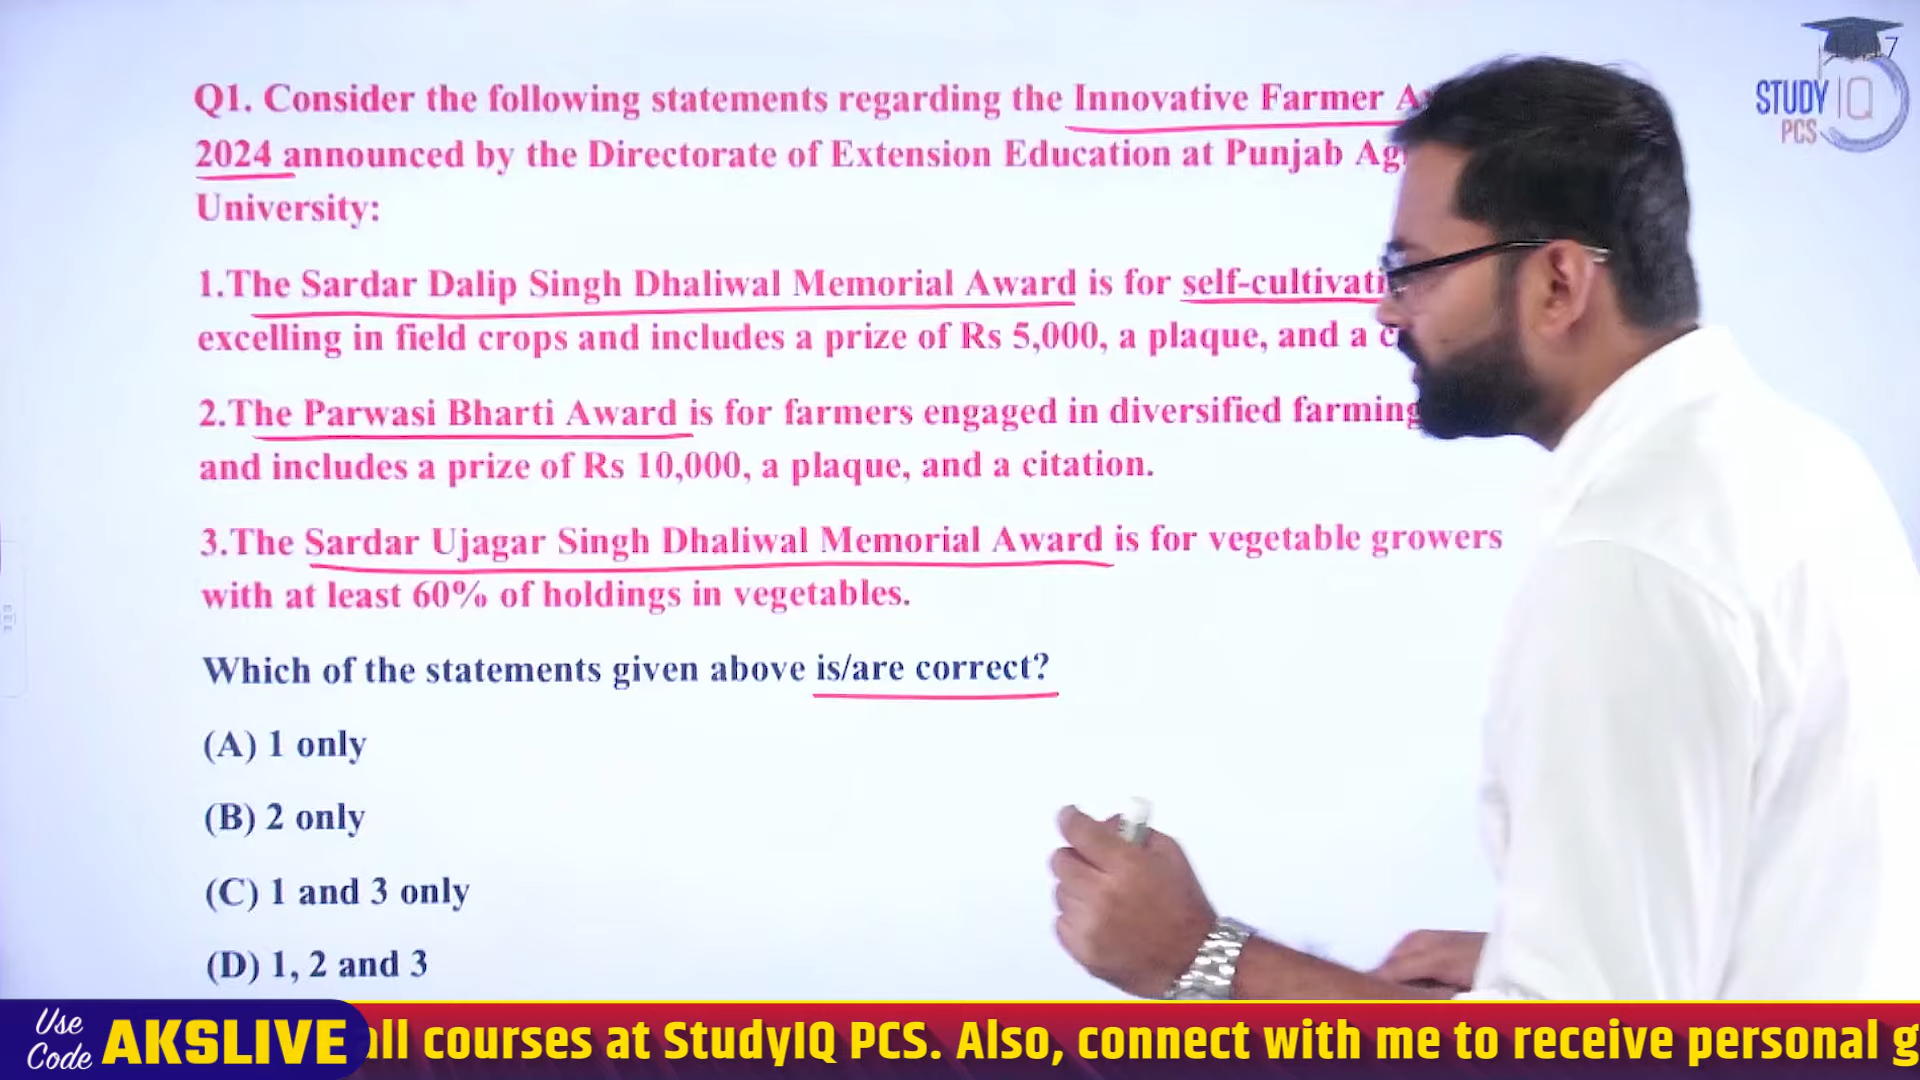 Q1. Consider the following statements regarding the Innovative Farmer
2024 announced by the Directorate of Extension Education at Punjab
University:
1.The Sardar Dalip Singh Dhaliwal Memorial Award is for
excelling in field crops and includes a prize of Rs 5,000, a plaque, and a
2.The Parwasi Bharti Award is for farmers engaged in diversified farming
and includes a prize of Rs 10,000, a plaque, and a citation.
3.The Sardar Ujagar Singh Dhaliwal Memorial Award is for vegetable growers
with at least 60% of holdings in vegetables.
Which of the statements given above is/are correct?
(A) 1 only
(B) 2 only
(C) 1 and 3 only
(D) 1, 2 and 3
STUDY IQ
PCS
Use
Code
AKSLIVE
all courses at StudyIQ PCS. Also, connect with me to receive personal